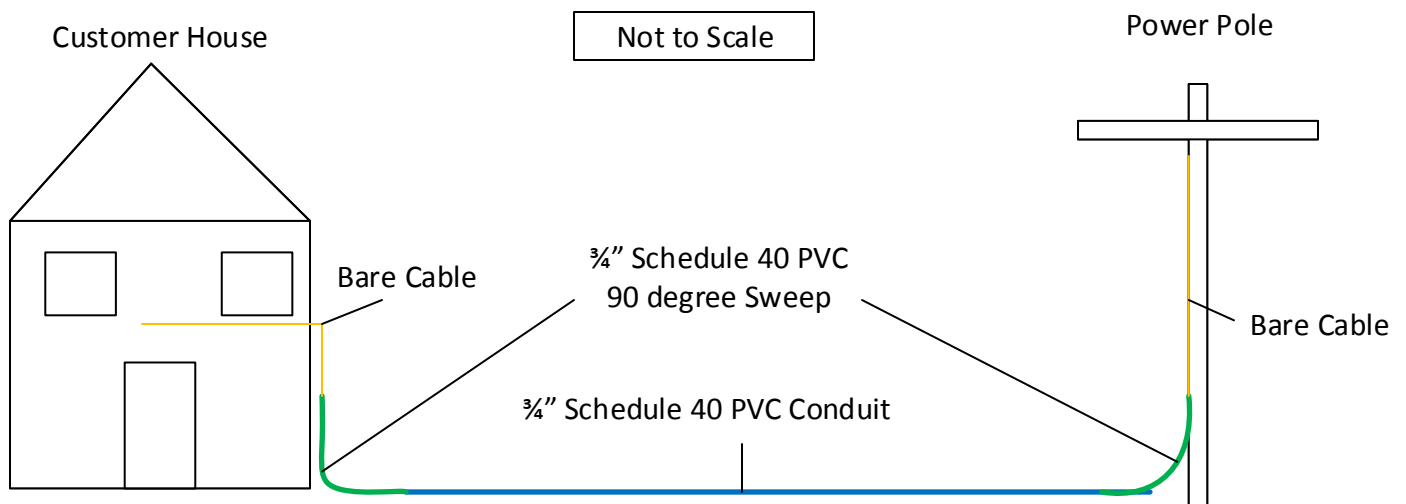 Customer House
Not to Scale
Power Pole
Bare Cable
¾” Schedule 40 PVC
90 degree Sweep
Bare Cable
¾” Schedule 40 PVC Conduit